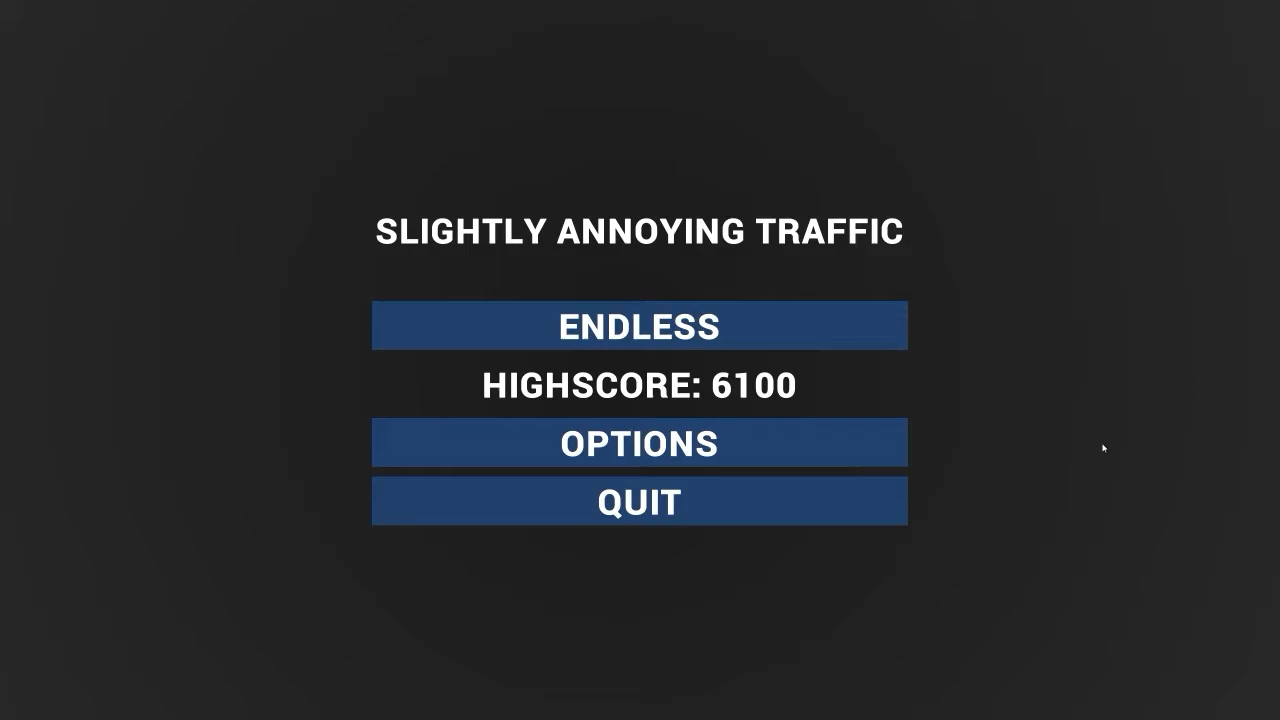 SLIGHTLY ANNOYING TRAFFIC
ENDLESS
HIGHSCORE: 6100
OPTIONS
QUIT